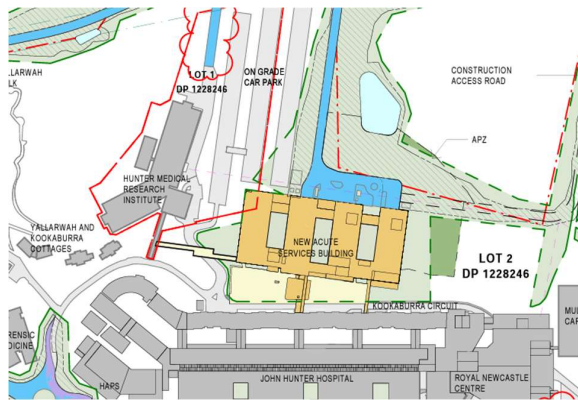 LOT 1
DP 1228246
ON GRADE
CAR PARK
CONSTRUCTION
ACCESS ROAD
APZ
HUNTER MEDICAL
RESEARCH
INSTITUTE
YALLARWAH AND
KOOKABURRA
COTTAGES
NEW ACUTE
SERVICES BUILDING
LOT 2
DP 1228246
KOOKABURRA CIRCUIT
HAPS
JOHN HUNTER HOSPITAL
ROYAL NEWCASTLE
CENTRE